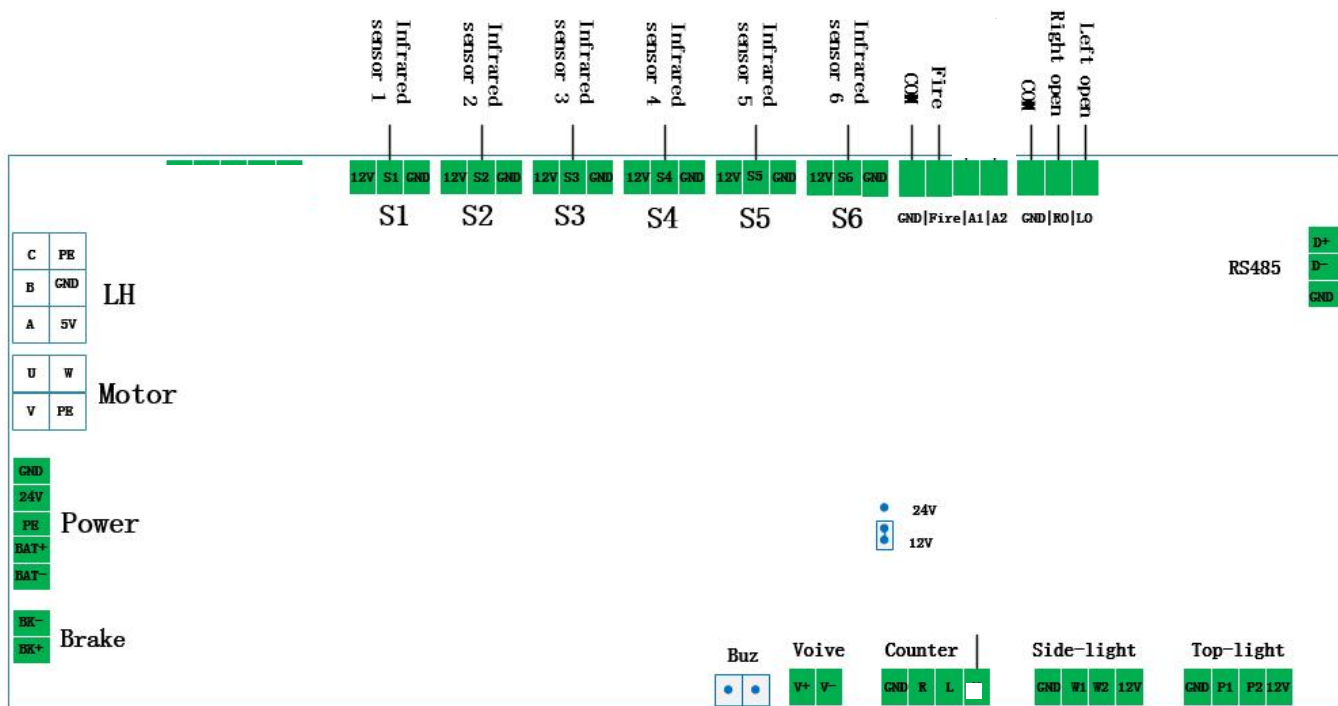 Infrared sensor 1
Infrared sensor 2
Infrared sensor 3
Infrared sensor 4
Infrared sensor 5
Infrared sensor 6
COM
Fire
COM
Right open
Left open
12V S1 GND
12V S2 GND
12V S3 GND
12V S4 GND
12V S5 GND
12V S6 GND
S1
S2
S3
S4
S5
S6
GND|Fire|A1|A2
GND|RO|LO
C PE
B GND
A 5V
LH
D+
D-
GND
RS485
U W
V PE
Motor
GND
24V
PE
BAT+
BAT-
Power
24V
12V
BK-
BK+
Brake
Buz
Voive
V+ V-
Counter
GND R L
Side-light
GND W1 W2 12V
Top-light
GND P1 P2 12V